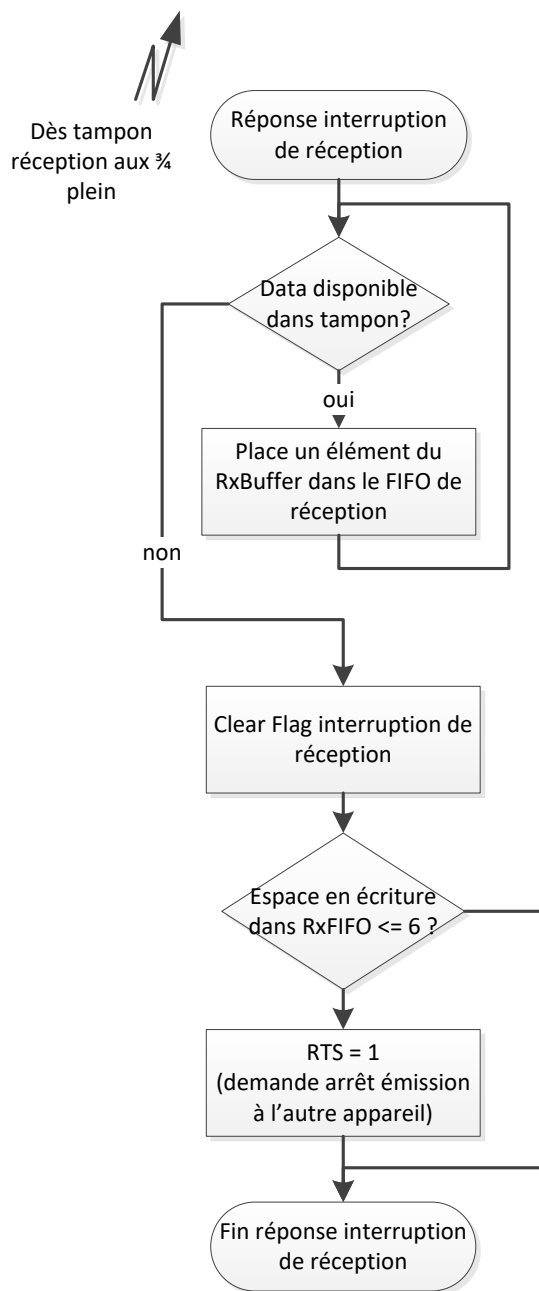 Dès tampon
réception aux ¾
plein
Réponse interruption
de réception
Data disponible
dans tampon?
oui
Place un élément du
RxBuffer dans le FIFO de
réception
non
Clear Flag interruption de
réception
Espace en écriture
dans RxFIFO <= 6 ?
RTS = 1
(demande arrêt émission
à l’autre appareil)
Fin réponse interruption
de réception